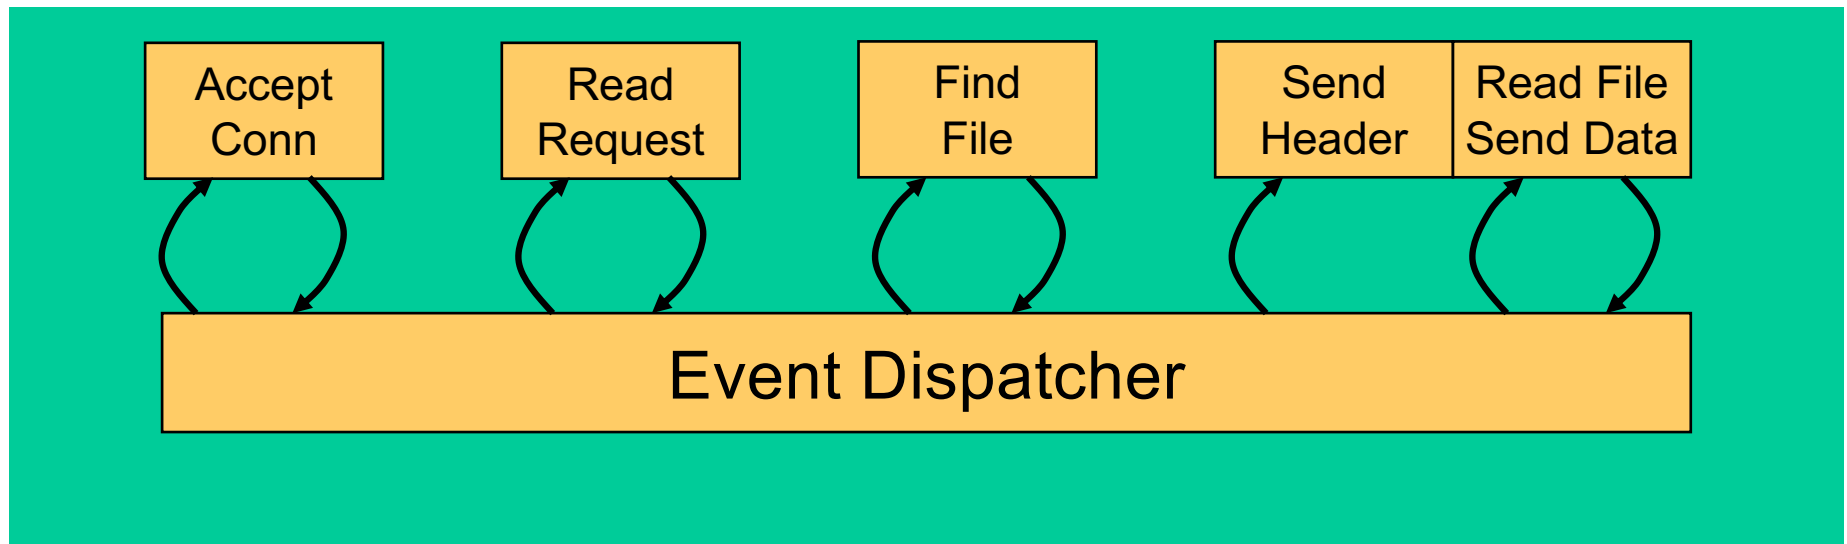 Accept
Conn
Read
Request
Find
File
Send
Header
Read File
Send Data
Event Dispatcher